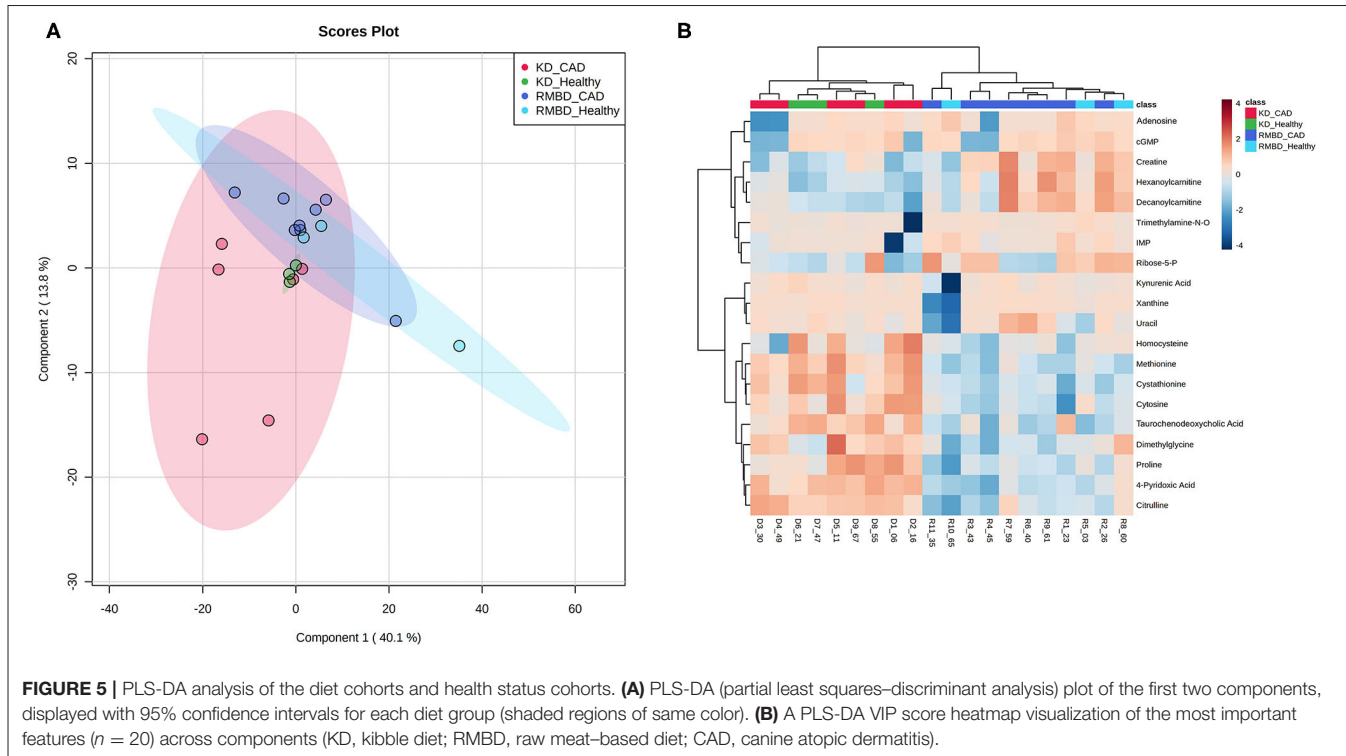 A
B
Scores Plot
KD_CAD
KD_Healthy
RMBD_CAD
RMBD_Healthy
20
10
0
-10
-20
-30
Component 2 ( 13.8 %)
-40
-20
0
20
40
60
Component 1 ( 40.1 %)
class
Adenosine
cGMP
Creatine
Hexanoylcarnitine
Decanoylcarnitine
Trimethylamine-N-O
IMP
Ribose-5-P
Kynurenic Acid
Xanthine
Uracil
Homocysteine
Methionine
Cystathionine
Cytosine
Taurochenodeoxycholic Acid
Dimethylglycine
Proline
4-Pyridoxic Acid
Citrulline
D3_30
D4_49
D6_21
D7_47
D5_11
D9_67
D8_55
D1_06
D2_16
R11_35
R10_65
R3_43
R4_45
R7_59
R6_40
R9_61
R1_23
R5_03
R2_26
R8_60
4
2
0
-2
-4
class
KD_CAD
KD_Healthy
RMBD_CAD
RMBD_Healthy
FIGURE 5 | PLS-DA analysis of the diet cohorts and health status cohorts. (A) PLS-DA (partial least squares–discriminant analysis) plot of the first two components,
displayed with 95% confidence intervals for each diet group (shaded regions of same color). (B) A PLS-DA VIP score heatmap visualization of the most important
features (n = 20) across components (KD, kibble diet; RMBD, raw meat–based diet; CAD, canine atopic dermatitis).